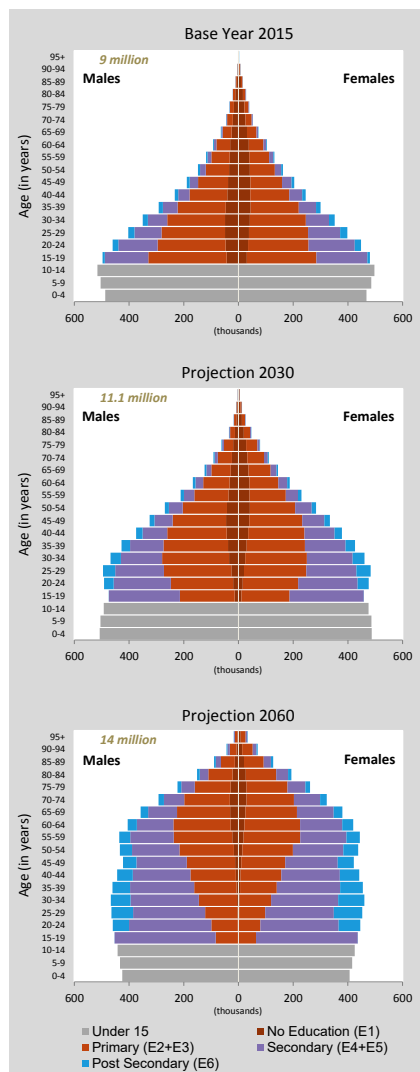 Base Year 2015
9 million
Males
Females
Age (in years)
95+
90-94
85-89
80-84
75-79
70-74
65-69
60-64
55-59
50-54
45-49
40-44
35-39
30-34
25-29
20-24
15-19
10-14
5-9
0-4
600 400 200 0 200 400 600
(thousands)
Projection 2030
11.1 million
Males
Females
Age (in years)
95+
90-94
85-89
80-84
75-79
70-74
65-69
60-64
55-59
50-54
45-49
40-44
35-39
30-34
25-29
20-24
15-19
10-14
5-9
0-4
600 400 200 0 200 400 600
(thousands)
Projection 2060
14 million
Males
Females
Age (in years)
95+
90-94
85-89
80-84
75-79
70-74
65-69
60-64
55-59
50-54
45-49
40-44
35-39
30-34
25-29
20-24
15-19
10-14
5-9
0-4
600 400 200 0 200 400 600
(thousands)
Under 15 No Education (E1)
Primary (E2+E3) Secondary (E4+E5)
Post Secondary (E6)